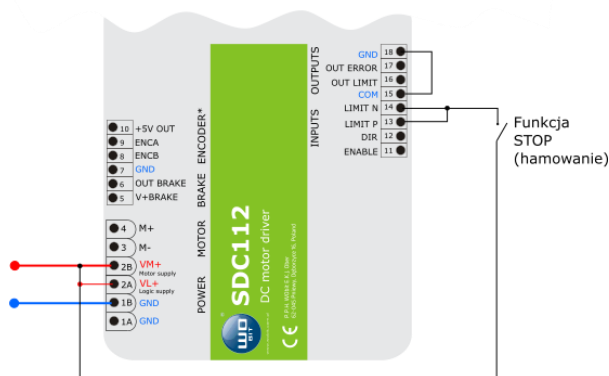 GND 18
OUT ERROR 17
OUT LIMIT 16
COM 15
LIMIT N 14
LIMIT P 13
DIR 12
ENABLE 11
OUTPUTS
INPUTS
Funkcja
STOP
(hamowanie)
10 +5V OUT
9 ENCA
8 ENCB
7 GND
6 OUT BRAKE
5 V+BRAKE
ENCODER*
BRAKE
4 M+
3 M-
2B VM+
Motor supply
2A VL+
Logic supply
1B GND
1A GND
MOTOR
POWER
SDC112
DC motor driver
WO
BIT
CE